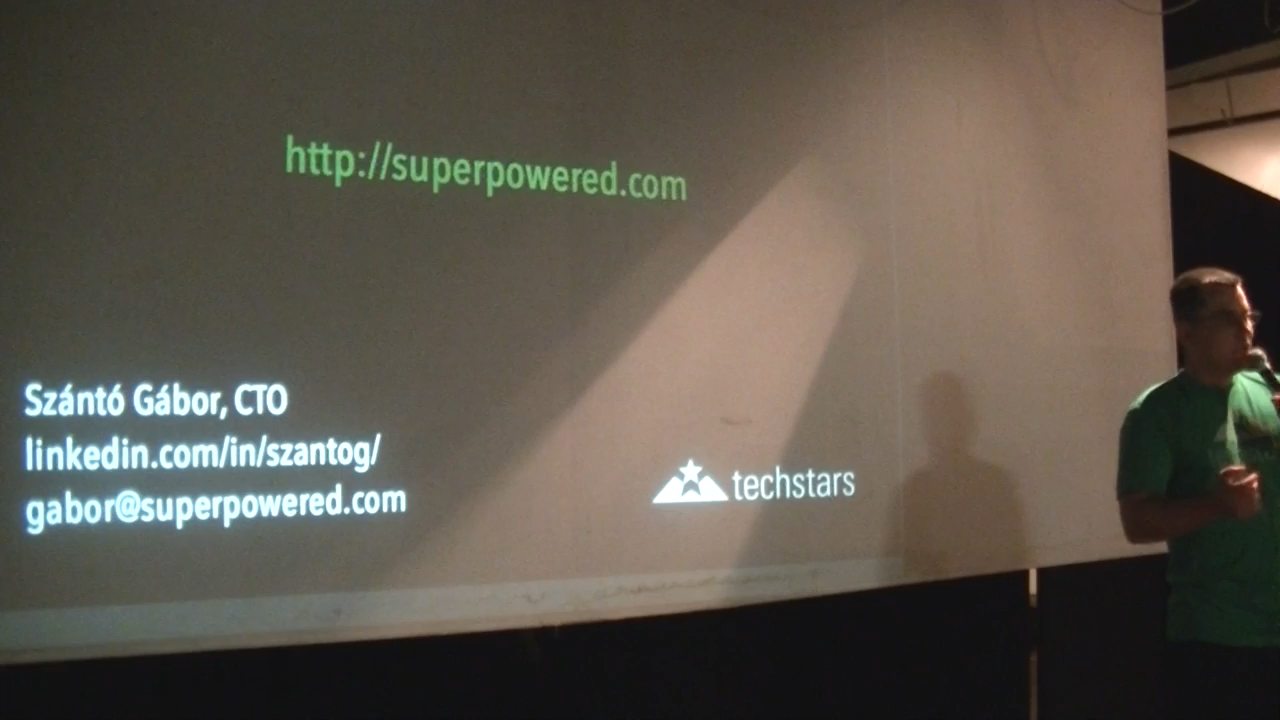 http://superpowered.com
Szántó Gábor, CTO
linkedin.com/in/szantog/
gabor@superpowered.com
techstars